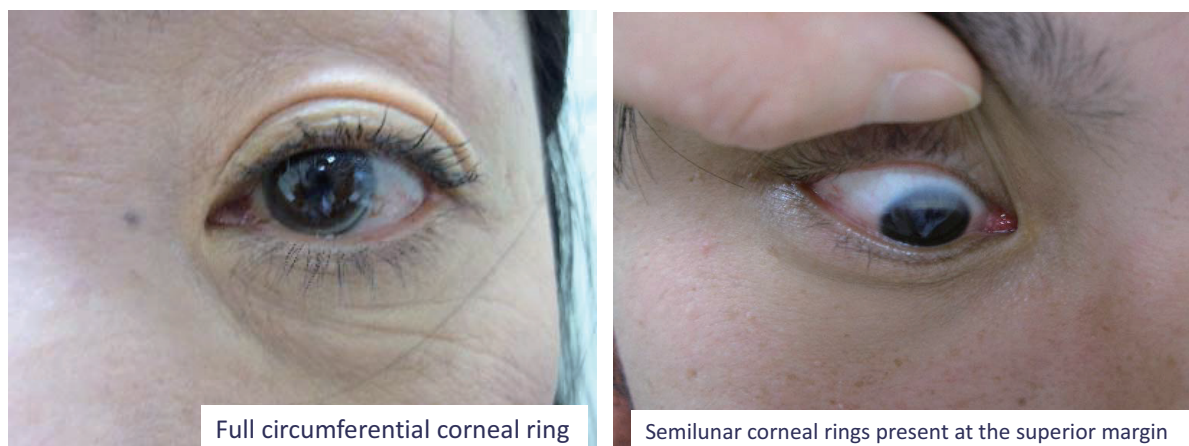 Full circumferential corneal ring
Semilunar corneal rings present at the superior margin